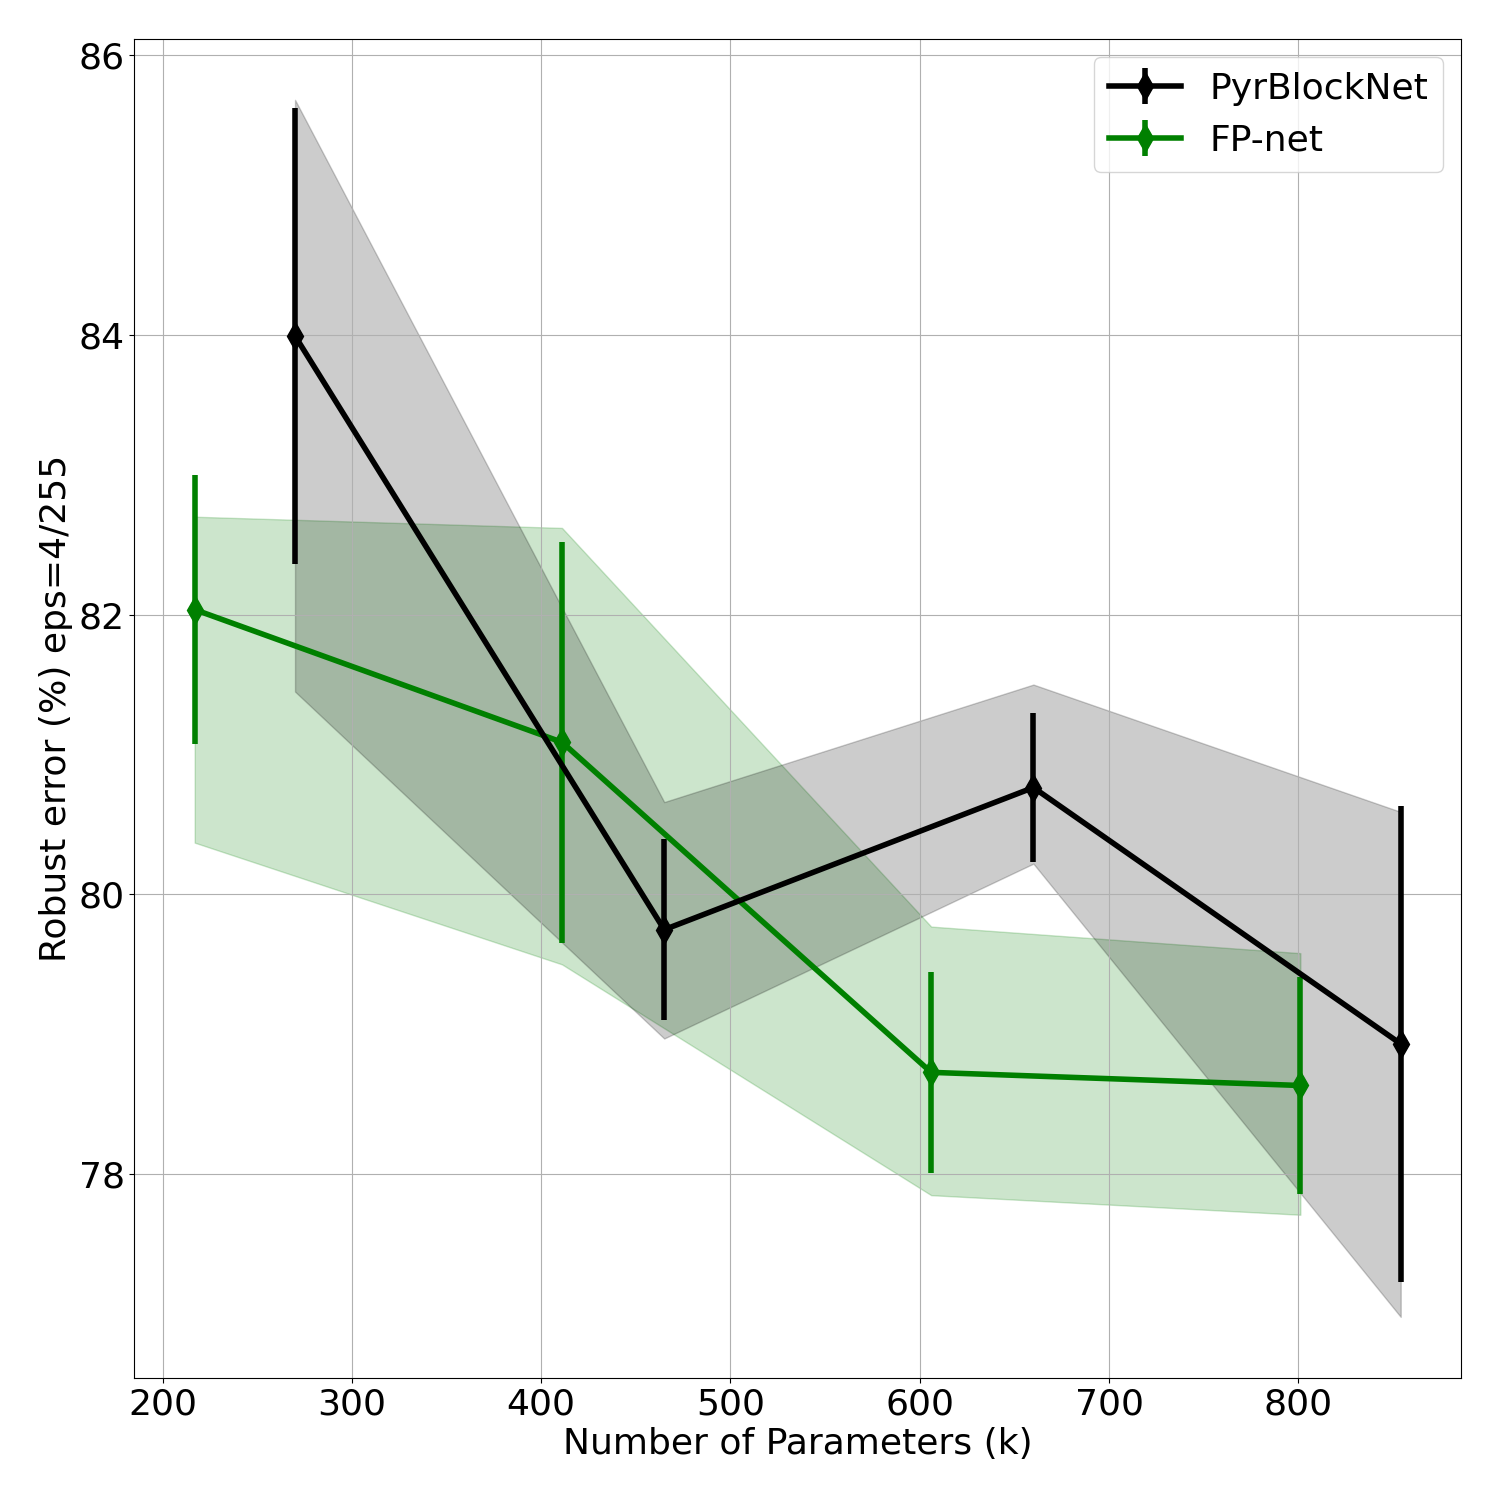 PyrBlockNet
FP-net
86
84
82
80
78
Robust error (%) eps=4/255
200 300 400 500 600 700 800
Number of Parameters (k)